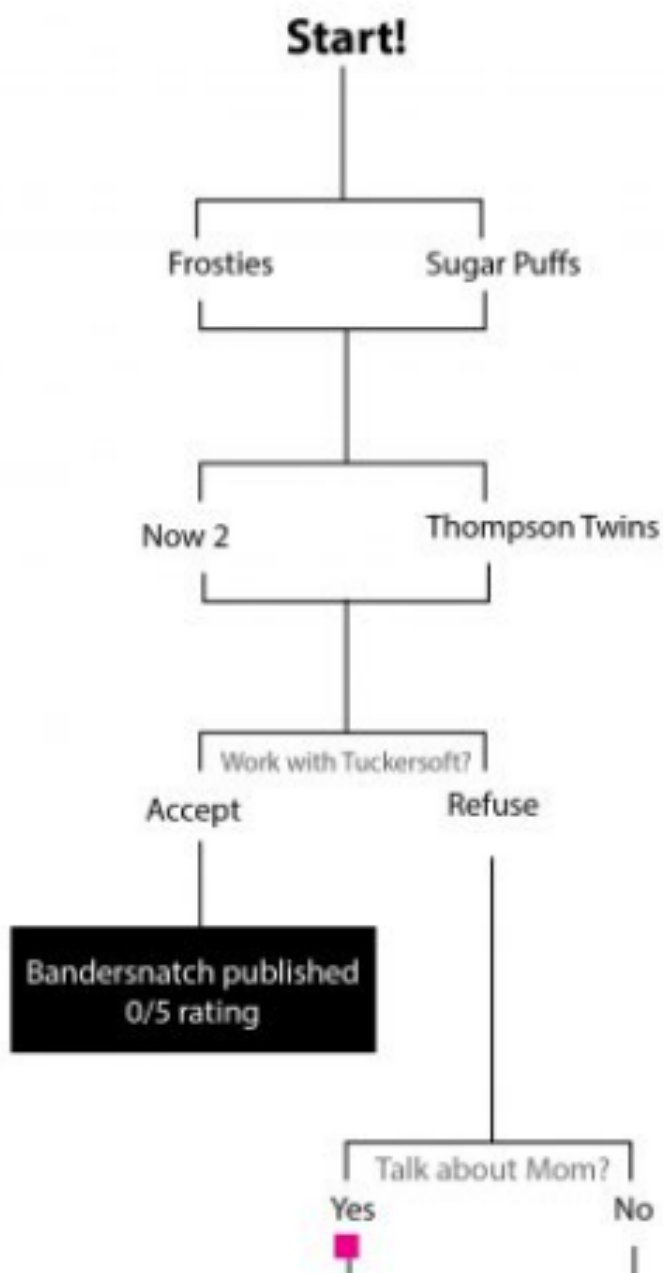 Start!
Frosties
Sugar Puffs
Now 2
Thompson Twins
Work with Tuckersoft?
Accept
Refuse
Bandersnatch published
0/5 rating
Talk about Mom?
Yes
No